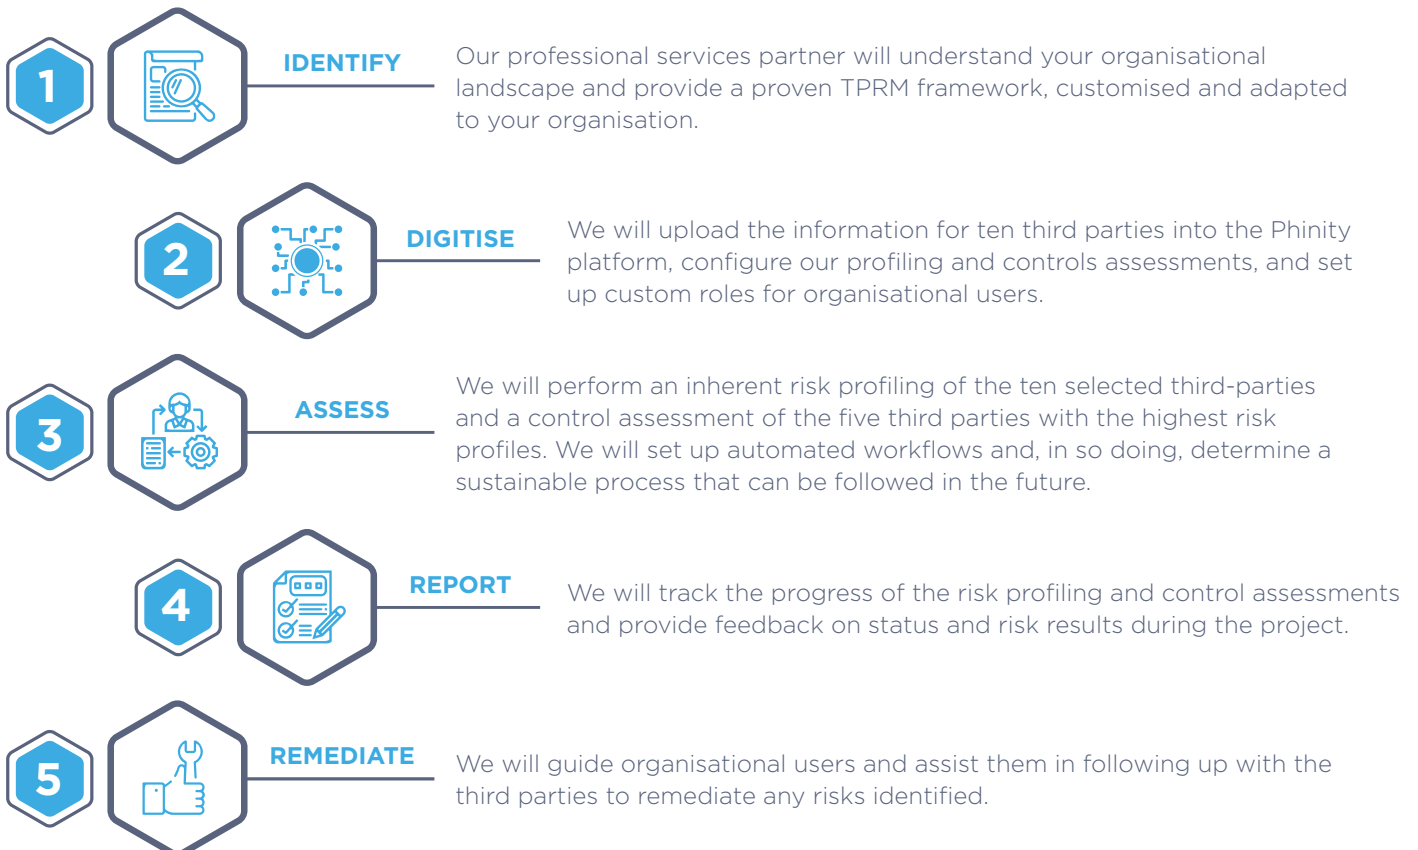 1
IDENTIFY
Our professional services partner will understand your organisational
landscape and provide a proven TPRM framework, customised and adapted
to your organisation.
2
DIGITISE
We will upload the information for ten third parties into the Phinity
platform, configure our profiling and controls assessments, and set
up custom roles for organisational users.
3
ASSESS
We will perform an inherent risk profiling of the ten selected third-parties
and a control assessment of the five third parties with the highest risk
profiles. We will set up automated workflows and, in so doing, determine a
sustainable process that can be followed in the future.
4
REPORT
We will track the progress of the risk profiling and control assessments
and provide feedback on status and risk results during the project.
5
REMEDIATE
We will guide organisational users and assist them in following up with the
third parties to remediate any risks identified.